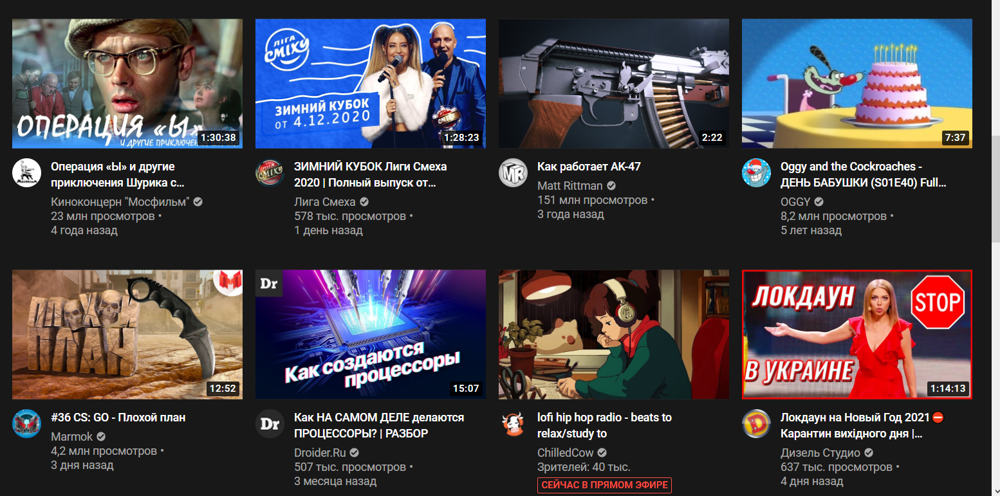 ОПЕРАЦИЯ «Ы»
И ДРУГИЕ
1:30:38
ЛІГА
СМІХУ
ЗИМНИЙ КУБОК
ОТ 4.12.2020
СМІХУ
1:28:23
2:22
7:37
МОСФИЛЬМ
Операция «Ы» и другие
приключения Шурика с...
Киноконцерн "Мосфильм"
23 млн просмотров •
4 года назад
ЛІГА
СМІХУ
ЗИМНИЙ КУБОК Лиги Смеха
2020 | Полный выпуск от...
Лига Смеха
578 тыс. просмотров •
1 день назад
MR
Как работает АК-47
Matt Rittman
151 млн просмотров •
3 года назад
Oggy and the Cockroaches -
ДЕНЬ БАБУШКИ (S01E40) Full...
OGGY
8,2 млн просмотров •
5 лет назад
ПЛОХОЙ
ПЛАН
12:52
Dr
Как создаются
процессоры
15:07
ЛОКДАУН
STOP
В УКРАИНЕ
1:14:13
#36 CS: GO - Плохой план
Marmok
4,2 млн просмотров •
3 дня назад
Dr
Как НА САМОМ ДЕЛЕ делаются
ПРОЦЕССОРЫ? | РАЗБОР
Droider.Ru
507 тыс. просмотров •
3 месяца назад
lofi hip hop radio - beats to
relax/study to
ChilledCow
Зрителей: 40 тыс.
СЕЙЧАС В ПРЯМОМ ЭФИРЕ
Локдаун на Новый Год 2021⛔
Карантин вихідного дня |...
Дизель Студио
637 тыс. просмотров •
4 дня назад